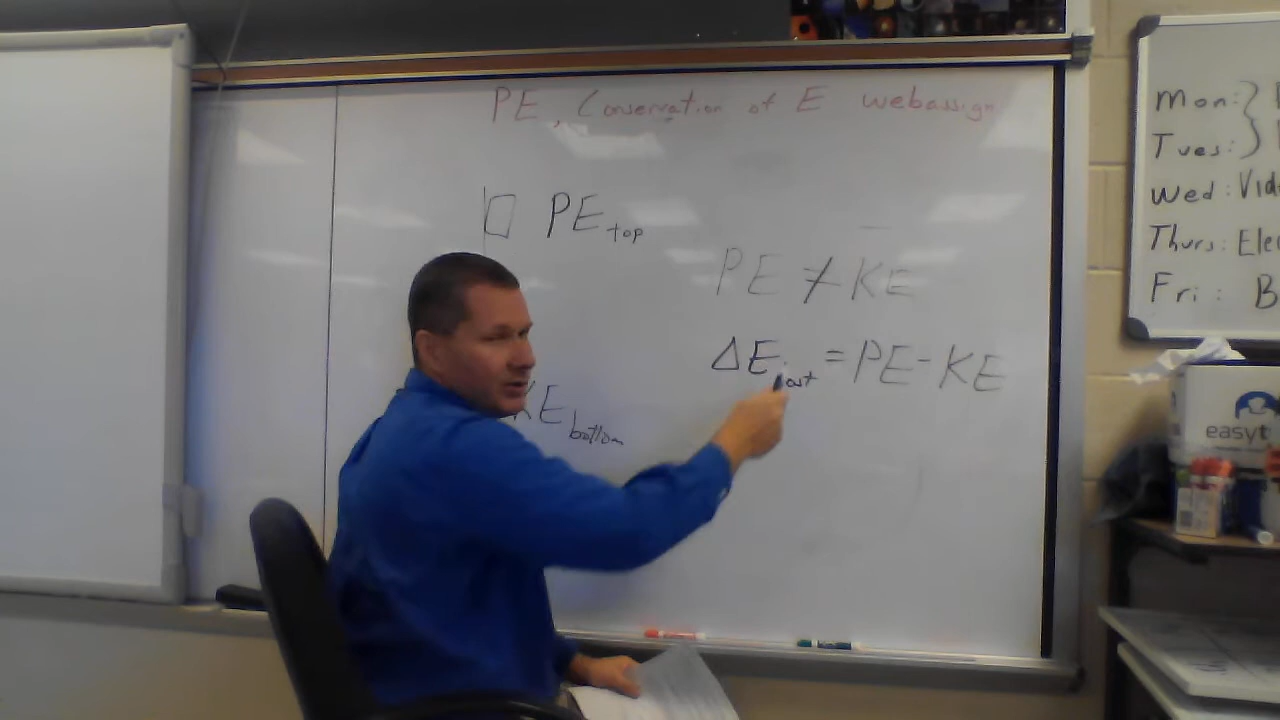 PE, Conservation of E webassign
PE top
PE ≠ KE
ΔE lost = PE - KE
KE bottom
Mon:
Tues:
Wed: Vid
Thurs: Ele
Fri: B
easyt